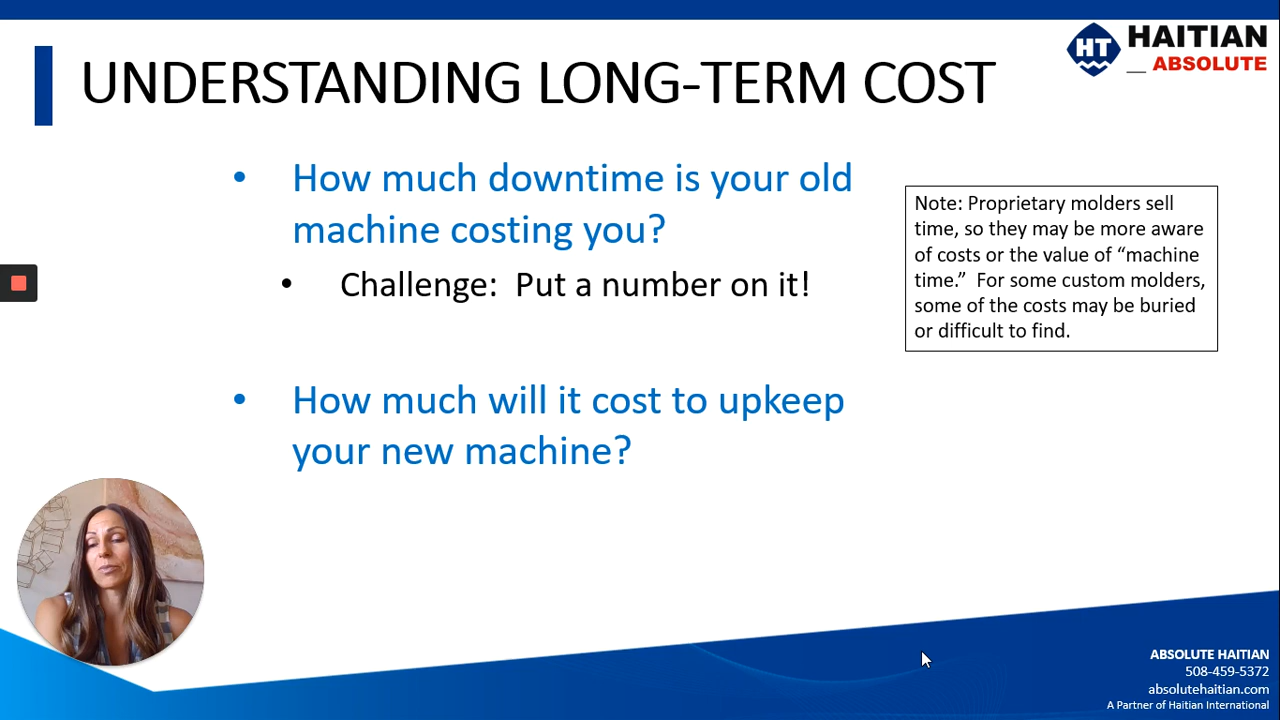 HT
HAITIAN
__ ABSOLUTE
UNDERSTANDING LONG-TERM COST
• How much downtime is your old
machine costing you?
• Challenge: Put a number on it!
• How much will it cost to upkeep
your new machine?
Note: Proprietary molders sell
time, so they may be more aware
of costs or the value of “machine
time.” For some custom molders,
some of the costs may be buried
or difficult to find.
ABSOLUTE HAITIAN
508-459-5372
absolutehaitian.com
A Partner of Haitian International